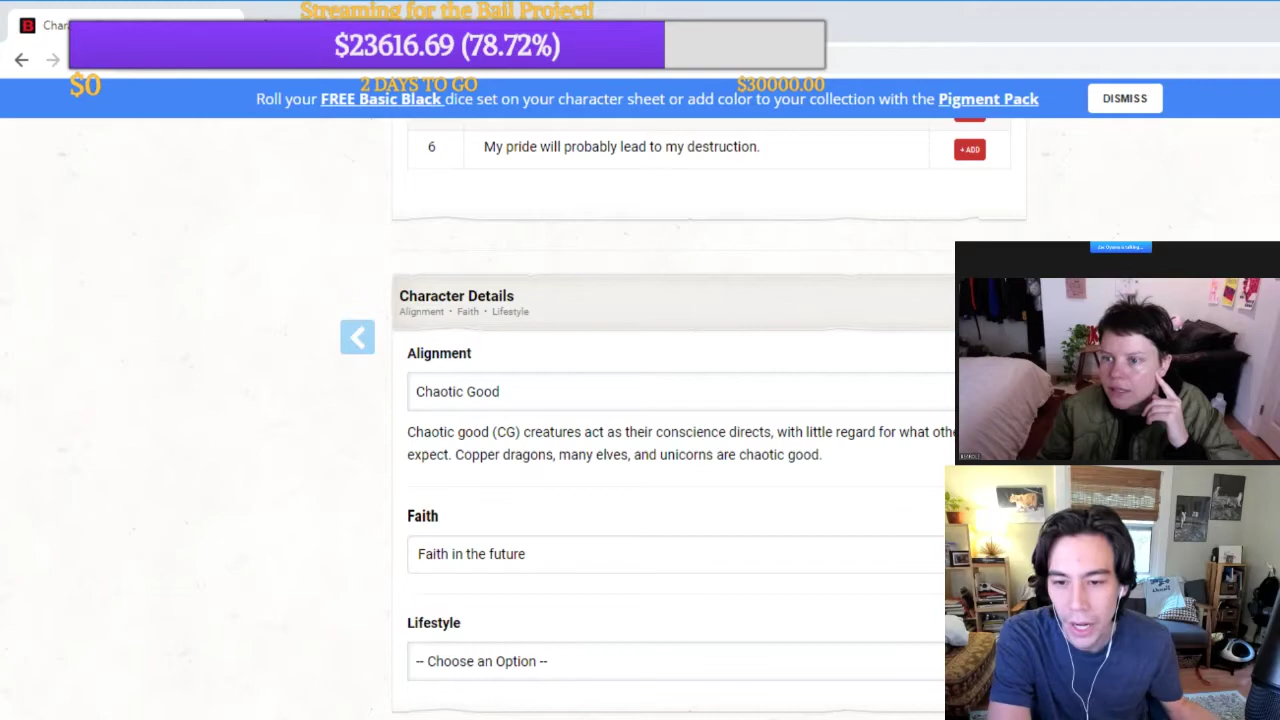 Streaming for the Bail Project!
Char
$23616.69 (78.72%)
$0
2 DAYS TO GO
$30000.00
Roll your FREE Basic Black dice set on your character sheet or add color to your collection with the Pigment Pack
DISMISS
6
My pride will probably lead to my destruction.
+ ADD
Character Details
Alignment • Faith • Lifestyle
Alignment
Chaotic Good
Chaotic good (CG) creatures act as their conscience directs, with little regard for what othe
expect. Copper dragons, many elves, and unicorns are chaotic good.
Faith
Faith in the future
Lifestyle
-- Choose an Option --